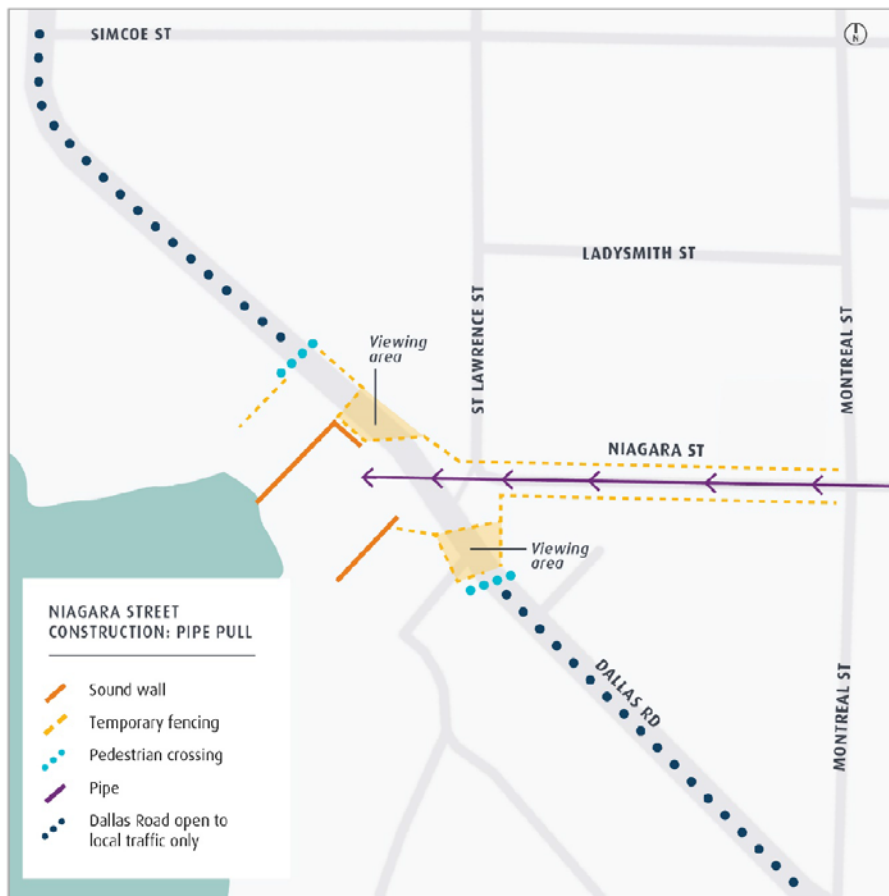 SIMCOE ST
N
LADYSMITH ST
ST LAWRENCE ST
MONTREAL ST
Viewing
area
NIAGARA ST
Viewing
area
DALLAS RD
MONTREAL ST
NIAGARA STREET
CONSTRUCTION: PIPE PULL
Sound wall
Temporary fencing
Pedestrian crossing
Pipe
Dallas Road open to
local traffic only